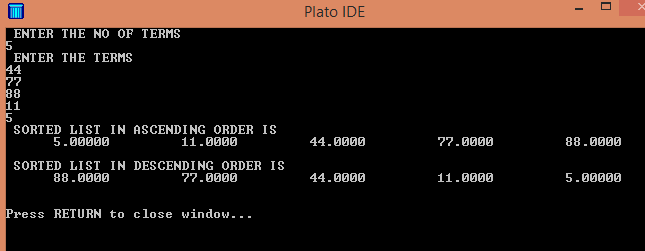 Plato IDE
ENTER THE NO OF TERMS
5
ENTER THE TERMS
44
77
88
11
5
SORTED LIST IN ASCENDING ORDER IS
5.00000 11.0000 44.0000 77.0000 88.0000
SORTED LIST IN DESCENDING ORDER IS
88.0000 77.0000 44.0000 11.0000 5.00000
Press RETURN to close window...